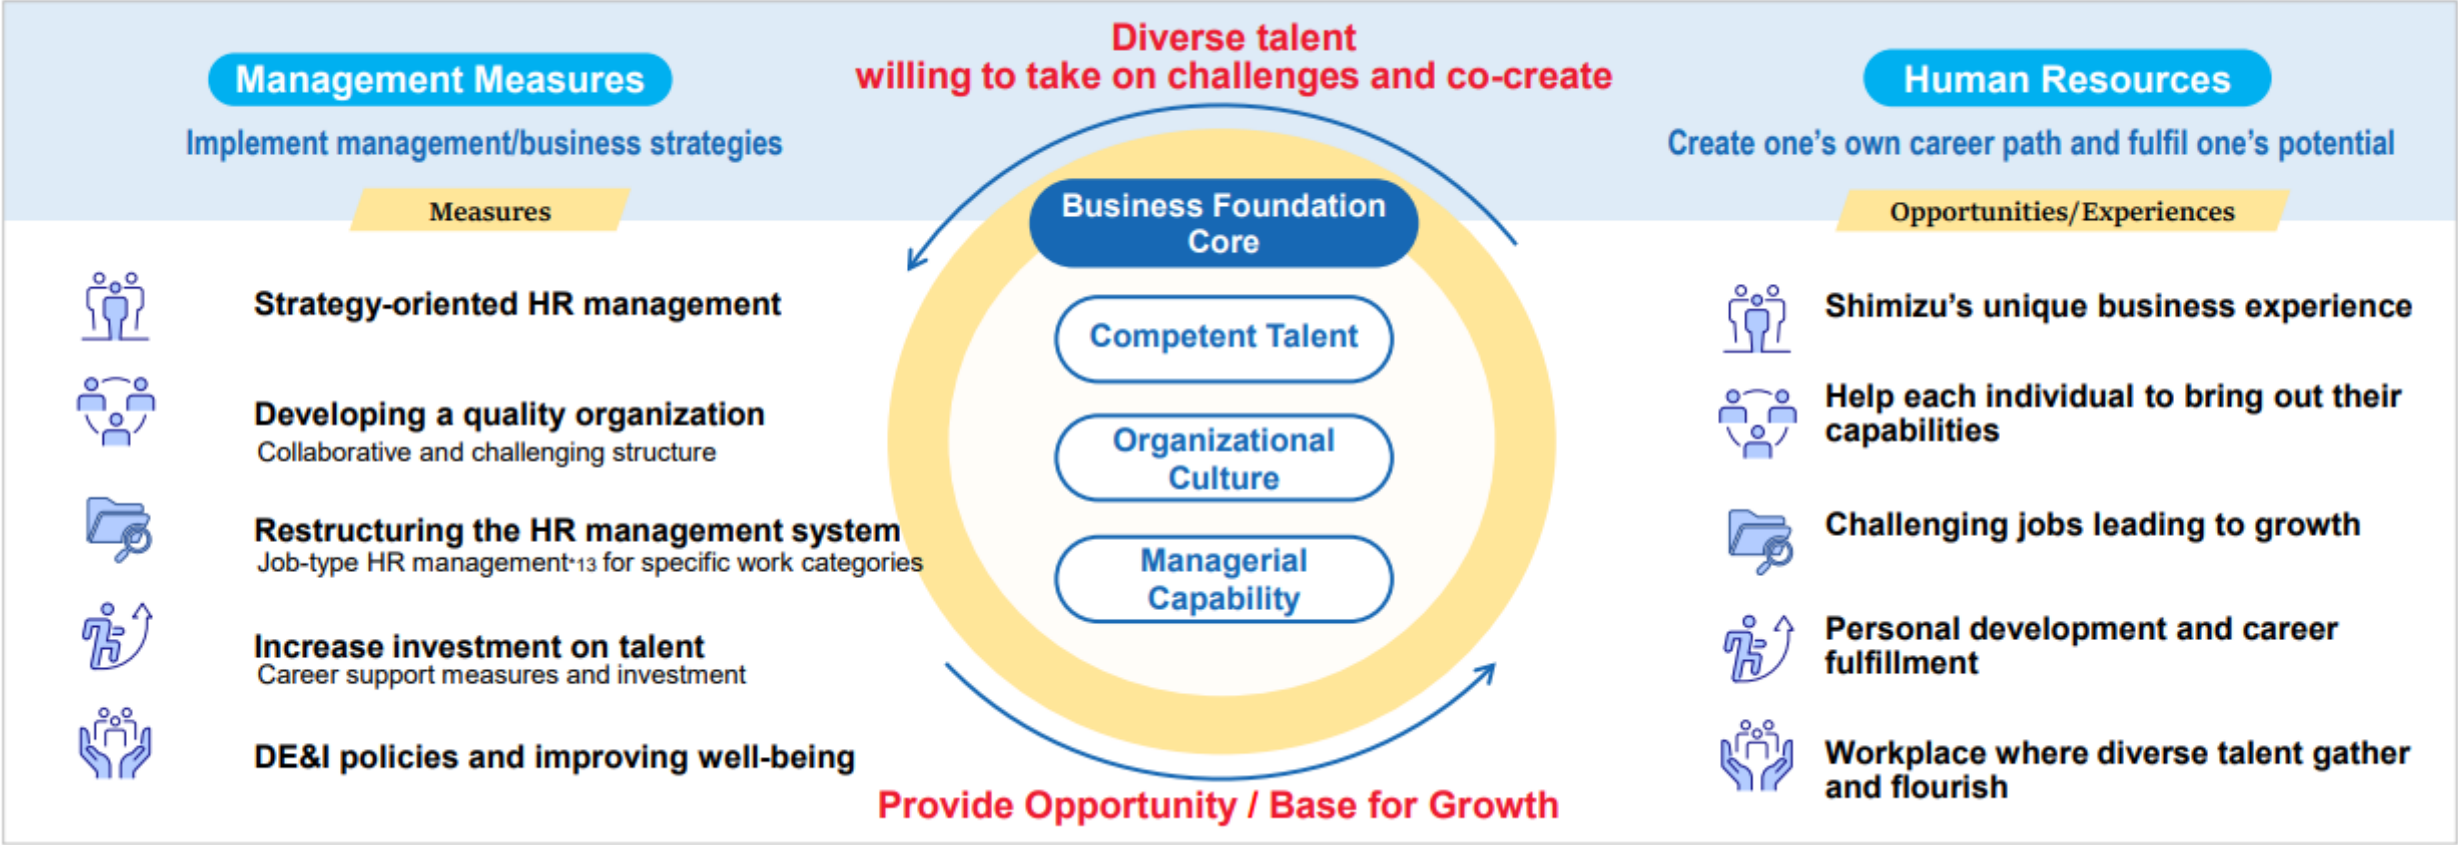 Management Measures
Implement management/business strategies
Measures
Strategy-oriented HR management
Developing a quality organization
Collaborative and challenging structure
Restructuring the HR management system
Job-type HR management*13 for specific work categories
Increase investment on talent
Career support measures and investment
DE&I policies and improving well-being
Diverse talent
willing to take on challenges and co-create
Business Foundation
Core
Competent Talent
Organizational
Culture
Managerial
Capability
Provide Opportunity / Base for Growth
Human Resources
Create one’s own career path and fulfil one’s potential
Opportunities/Experiences
Shimizu’s unique business experience
Help each individual to bring out their
capabilities
Challenging jobs leading to growth
Personal development and career
fulfillment
Workplace where diverse talent gather
and flourish